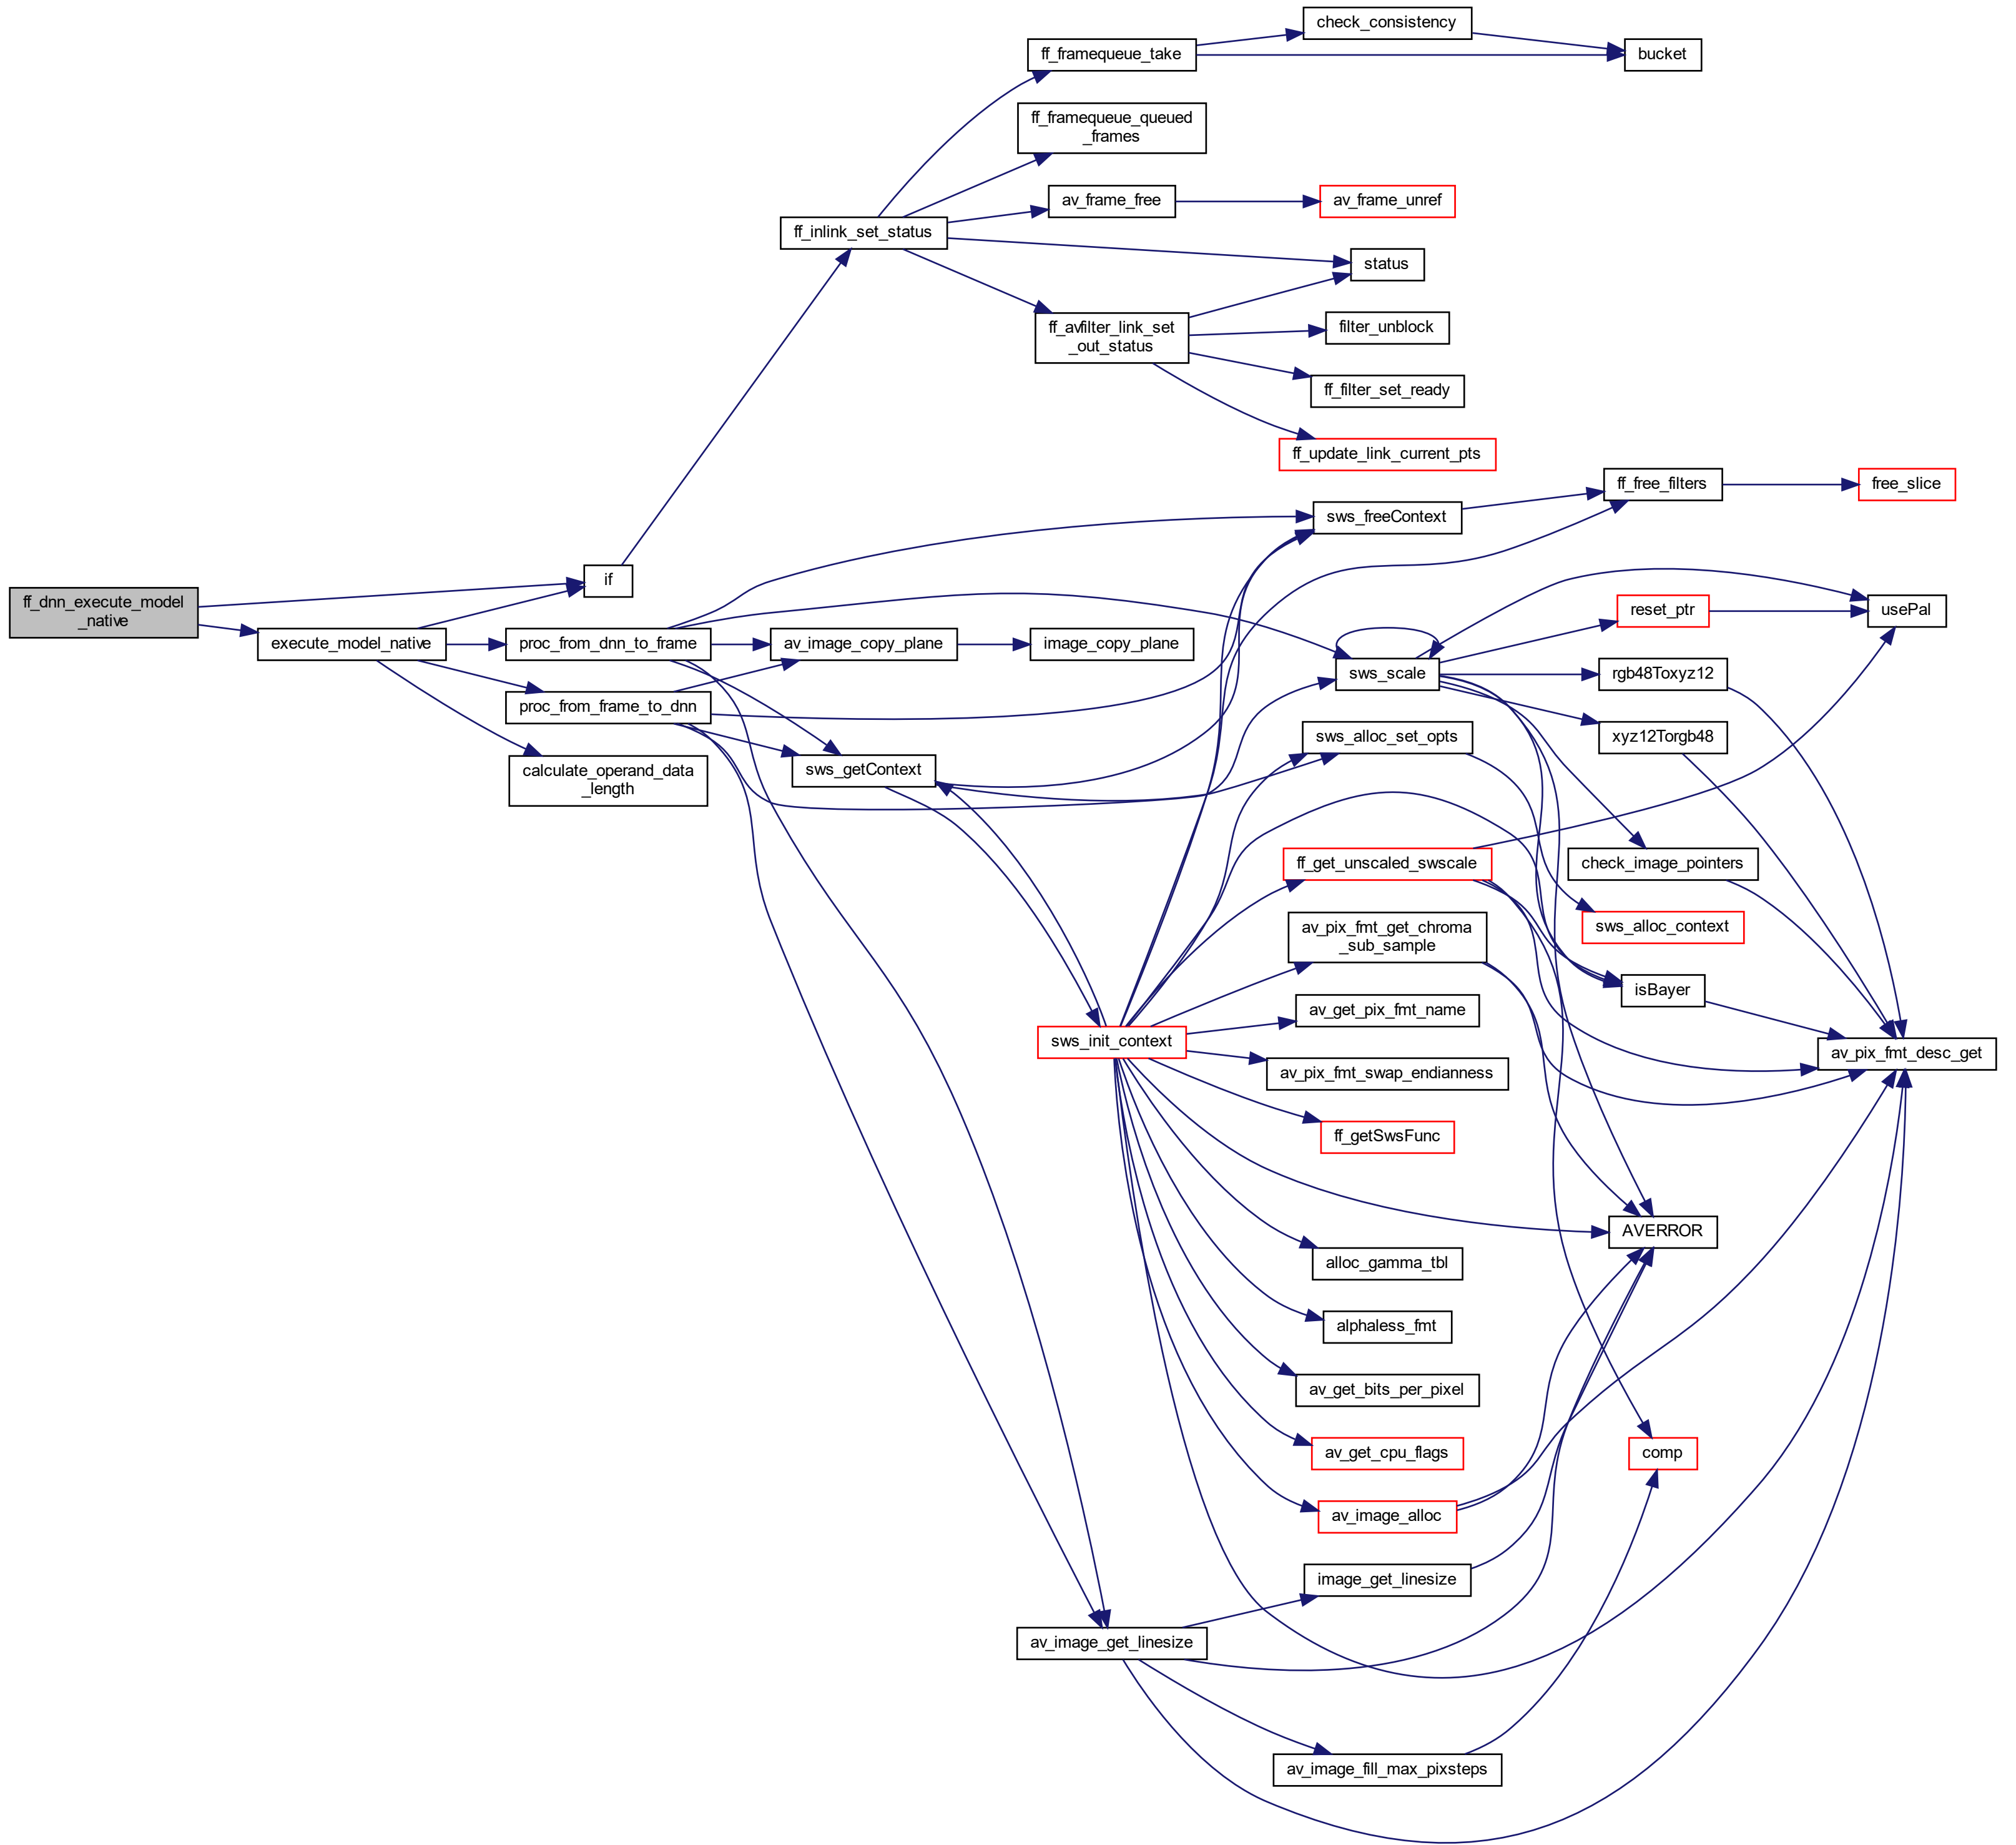 check_consistency
ff_framequeue_take
bucket
ff_framequeue_queued
_frames
av_frame_free
av_frame_unref
ff_inlink_set_status
status
ff_avfilter_link_set
_out_status
filter_unblock
ff_filter_set_ready
ff_update_link_current_pts
ff_free_filters
free_slice
sws_freeContext
if
ff_dnn_execute_model
_native
reset_ptr
usePal
execute_model_native
proc_from_dnn_to_frame
av_image_copy_plane
image_copy_plane
sws_scale
rgb48Toxyz12
proc_from_frame_to_dnn
sws_alloc_set_opts
xyz12Torgb48
calculate_operand_data
_length
sws_getContext
ff_get_unscaled_swscale
check_image_pointers
sws_alloc_context
av_pix_fmt_get_chroma
_sub_sample
isBayer
av_get_pix_fmt_name
sws_init_context
av_pix_fmt_desc_get
av_pix_fmt_swap_endianness
ff_getSwsFunc
AVERROR
alloc_gamma_tbl
alphaless_fmt
av_get_bits_per_pixel
av_get_cpu_flags
comp
av_image_alloc
image_get_linesize
av_image_get_linesize
av_image_fill_max_pixsteps